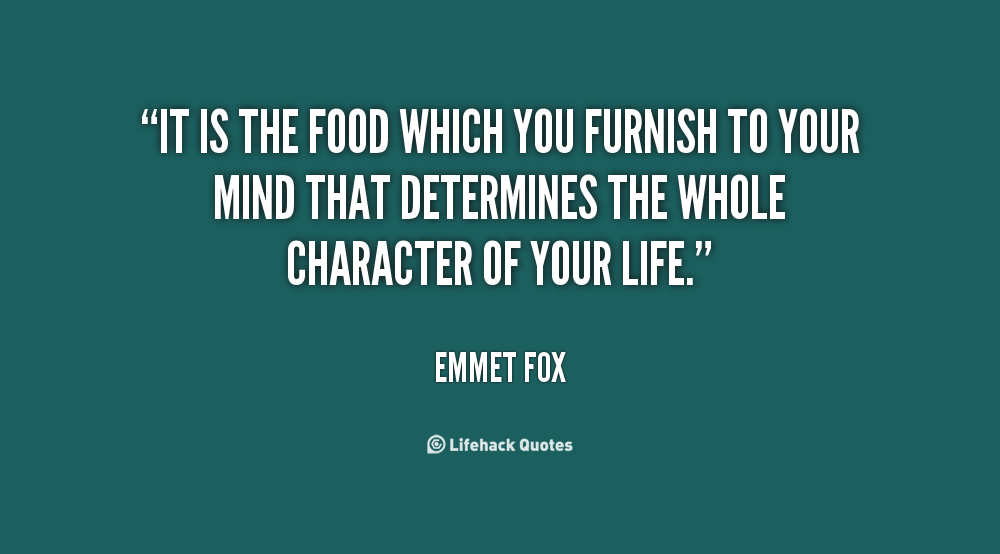 “IT IS THE FOOD WHICH YOU FURNISH TO YOUR
MIND THAT DETERMINES THE WHOLE
CHARACTER OF YOUR LIFE.”
EMMET FOX
Lifehack Quotes